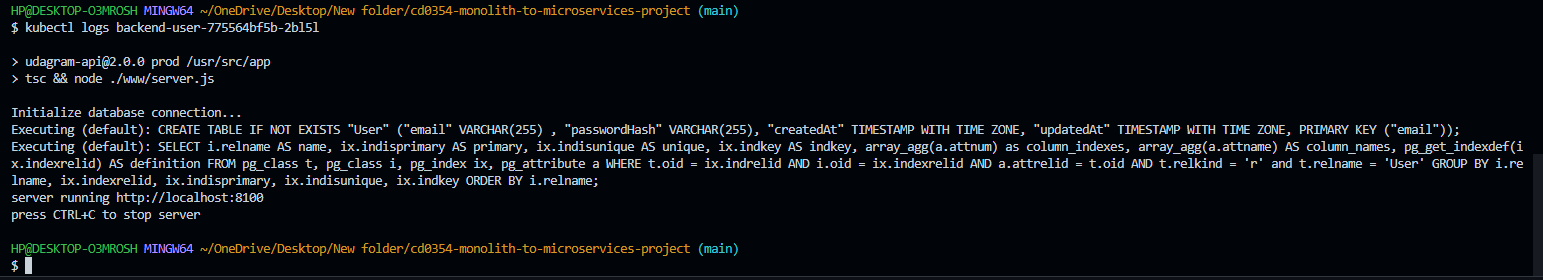 HP@DESKTOP-O3MROSH MINGW64 ~/OneDrive/Desktop/New folder/cd0354-monolith-to-microservices-project (main)
$ kubectl logs backend-user-775564bf5b-2bl5l
> udagram-api@2.0.0 prod /usr/src/app
> tsc && node ./www/server.js
Initialize database connection...
Executing (default): CREATE TABLE IF NOT EXISTS "User" ("email" VARCHAR(255) , "passwordHash" VARCHAR(255), "createdAt" TIMESTAMP WITH TIME ZONE, "updatedAt" TIMESTAMP WITH TIME ZONE, PRIMARY KEY ("email"));
Executing (default): SELECT i.relname AS name, ix.indisprimary AS primary, ix.indisunique AS unique, ix.indkey AS indkey, array_agg(a.attnum) as column_indexes, array_agg(a.attname) AS column_names, pg_get_indexdef(i
x.indexrelid) AS definition FROM pg_class t, pg_class i, pg_index ix, pg_attribute a WHERE t.oid = ix.indrelid AND i.oid = ix.indexrelid AND a.attrelid = t.oid AND t.relkind = 'r' and t.relname = 'User' GROUP BY i.re
lname, ix.indexrelid, ix.indisprimary, ix.indisunique, ix.indkey ORDER BY i.relname;
server running http://localhost:8100
press CTRL+C to stop server
HP@DESKTOP-O3MROSH MINGW64 ~/OneDrive/Desktop/New folder/cd0354-monolith-to-microservices-project (main)
$